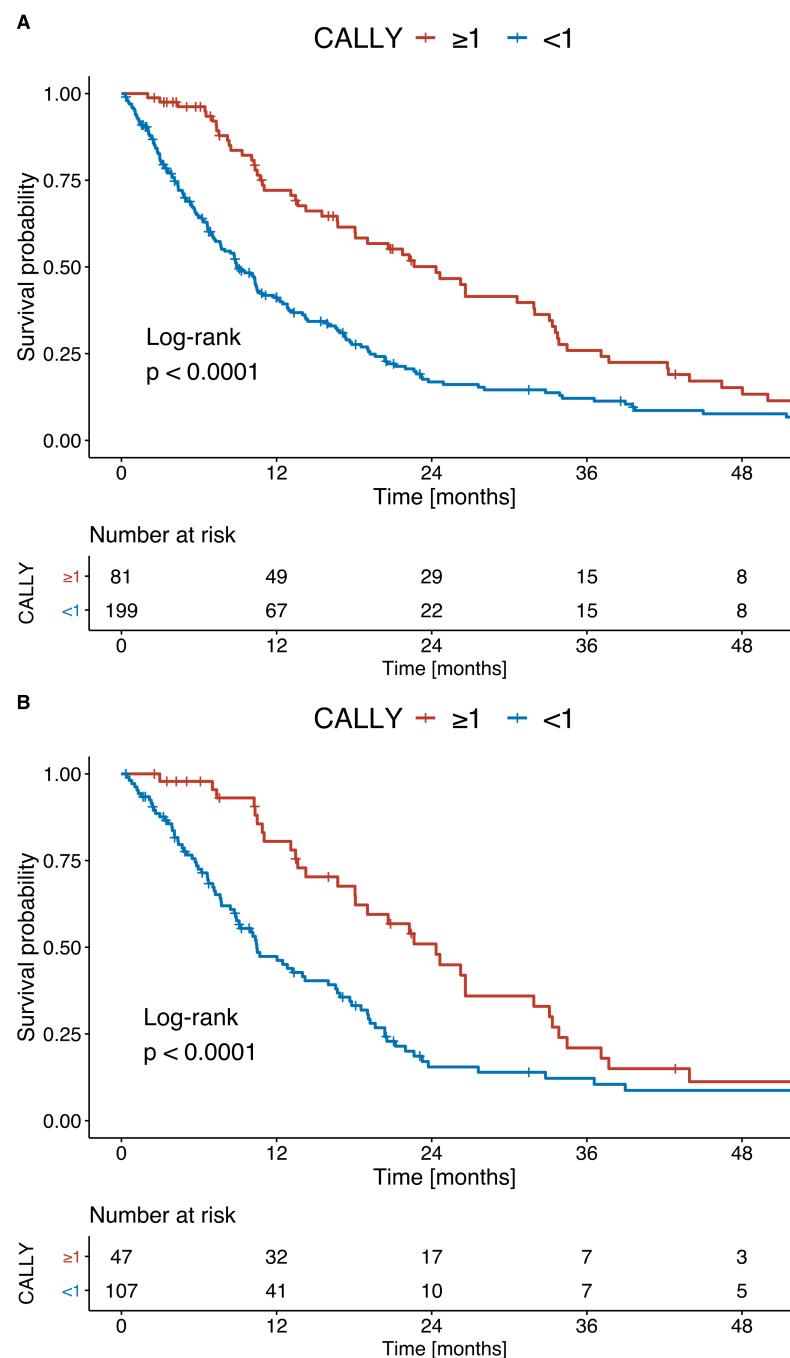 A
CALLY ≥1 <1
1.00
0.75
0.50
0.25
0.00
Survival probability
Log-rank
p < 0.0001
0 12 24 36 48
Time [months]
Number at risk
CALLY
≥1 81 49 29 15 8
<1 199 67 22 15 8
0 12 24 36 48
Time [months]
B
CALLY ≥1 <1
1.00
0.75
0.50
0.25
0.00
Survival probability
Log-rank
p < 0.0001
0 12 24 36 48
Time [months]
Number at risk
CALLY
≥1 47 32 17 7 3
<1 107 41 10 7 5
0 12 24 36 48
Time [months]